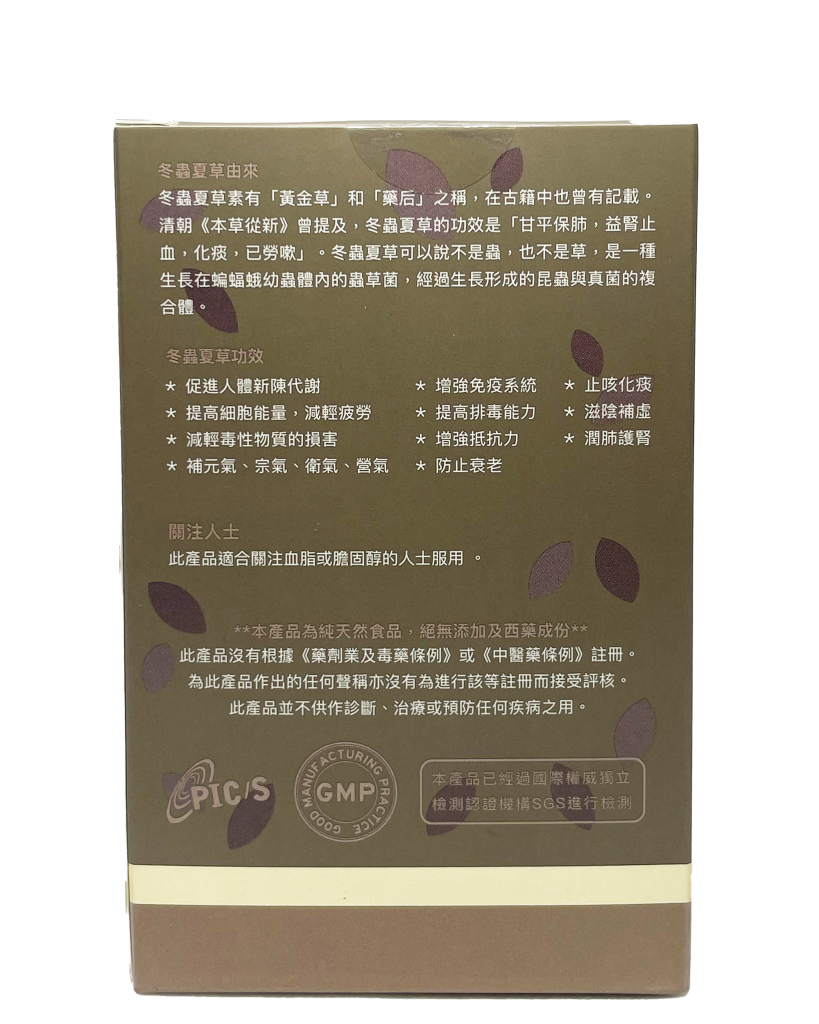 冬蟲夏草由來
冬蟲夏草素有「黃金草」和「藥后」之稱，在古籍中也曾有記載。
清朝《本草從新》曾提及，冬蟲夏草的功效是「甘平保肺，益腎止
血，化痰，已勞嗽」。冬蟲夏草可以說不是蟲，也不是草，是一種
生長在蝙蝠蛾幼蟲體內的蟲草菌，經過生長形成的昆蟲與真菌的複
合體。
冬蟲夏草功效
* 促進人體新陳代謝 * 增強免疫系統 * 止咳化痰
* 提高細胞能量，減輕疲勞 * 提高排毒能力 * 滋陰補虛
* 減輕毒性物質的損害 * 增強抵抗力 * 潤肺護腎
* 補元氣、宗氣、衛氣、營氣 * 防止衰老
關注人士
此產品適合關注血脂或膽固醇的人士服用 。
**本產品為純天然食品，絕無添加及西藥成份**
此產品沒有根據《藥劑業及毒藥條例》或《中醫藥條例》註冊。
為此產品作出的任何聲稱亦沒有為進行該等註冊而接受評核。
此產品並不供作診斷、治療或預防任何疾病之用。
PIC/S
GOOD MANUFACTURING PRACTICE
GMP
本產品已經過國際權威獨立
檢測認證機構SGS進行檢測